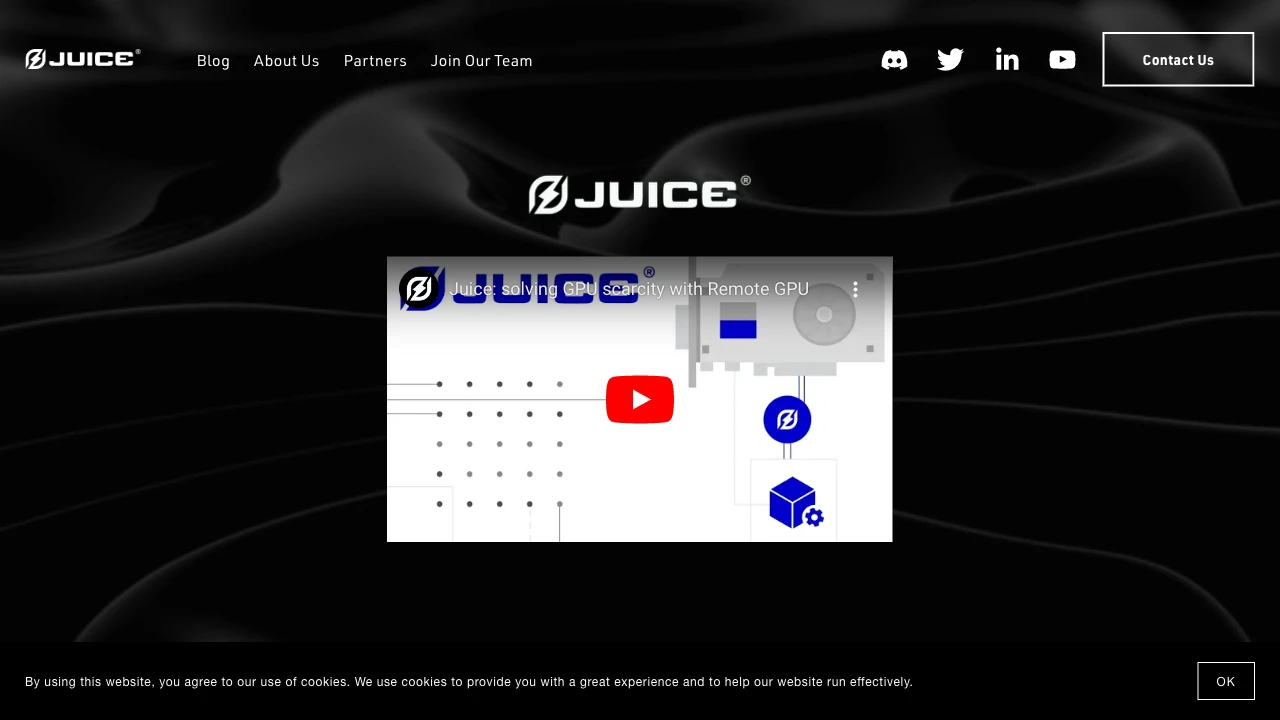 JUICE®
Blog
About Us
Partners
Join Our Team
Contact Us
JUICE®
JUICE®
Juice: solving GPU scarcity with Remote GPU
By using this website, you agree to our use of cookies. We use cookies to provide you with a great experience and to help our website run effectively.
OK